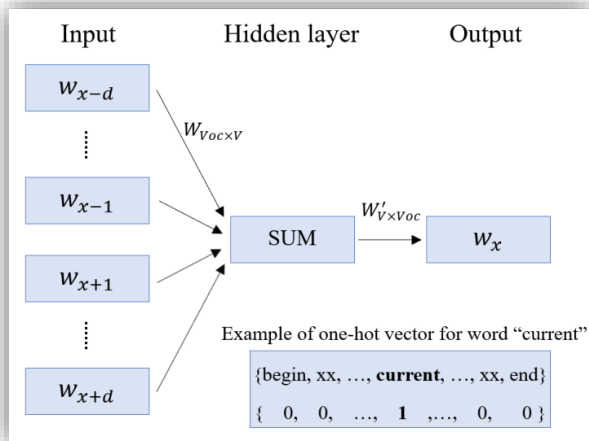 Input Hidden layer Output
w_{x-d}
W_{Voc×V}
w_{x-1}
w_{x+1}
w_{x+d}
SUM
W'_{V×Voc}
w_x
Example of one-hot vector for word “current”
{begin, xx, …, current, …, xx, end}
{ 0, 0, …, 1 ,…, 0, 0 }